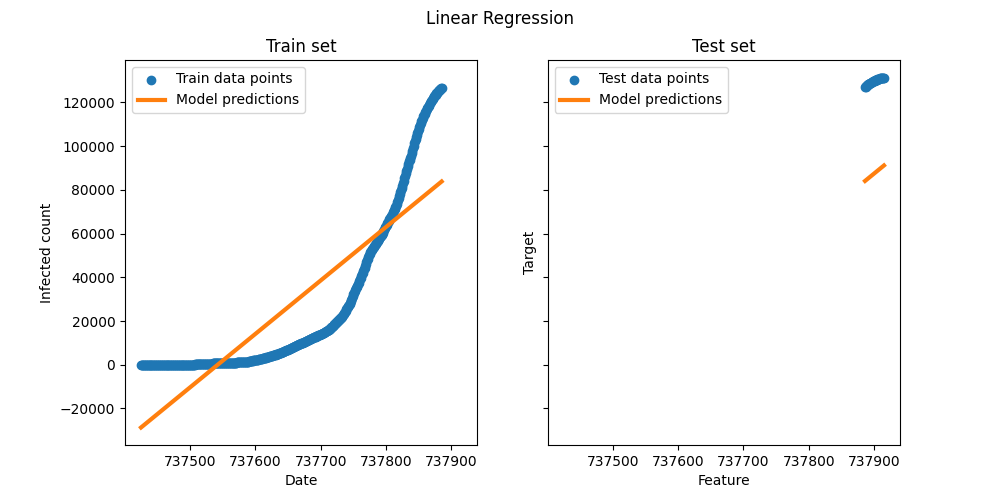 Linear Regression
Train set
Train data points
Model predictions
120000
100000
80000
60000
40000
20000
0
−20000
Infected count
737500 737600 737700 737800 737900
Date
Test set
Test data points
Model predictions
Target
737500 737600 737700 737800 737900
Feature